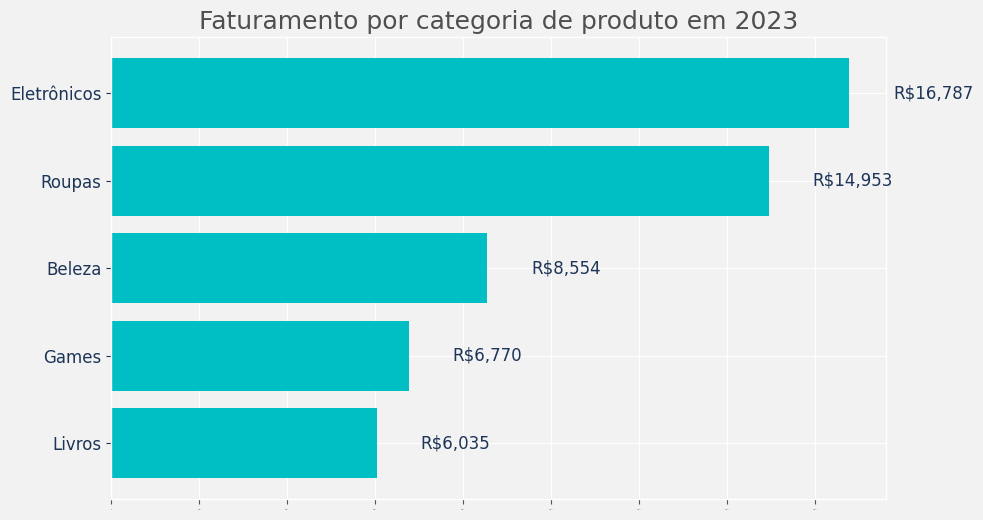 Faturamento por categoria de produto em 2023
Eletrônicos R$16,787
Roupas R$14,953
Beleza R$8,554
Games R$6,770
Livros R$6,035